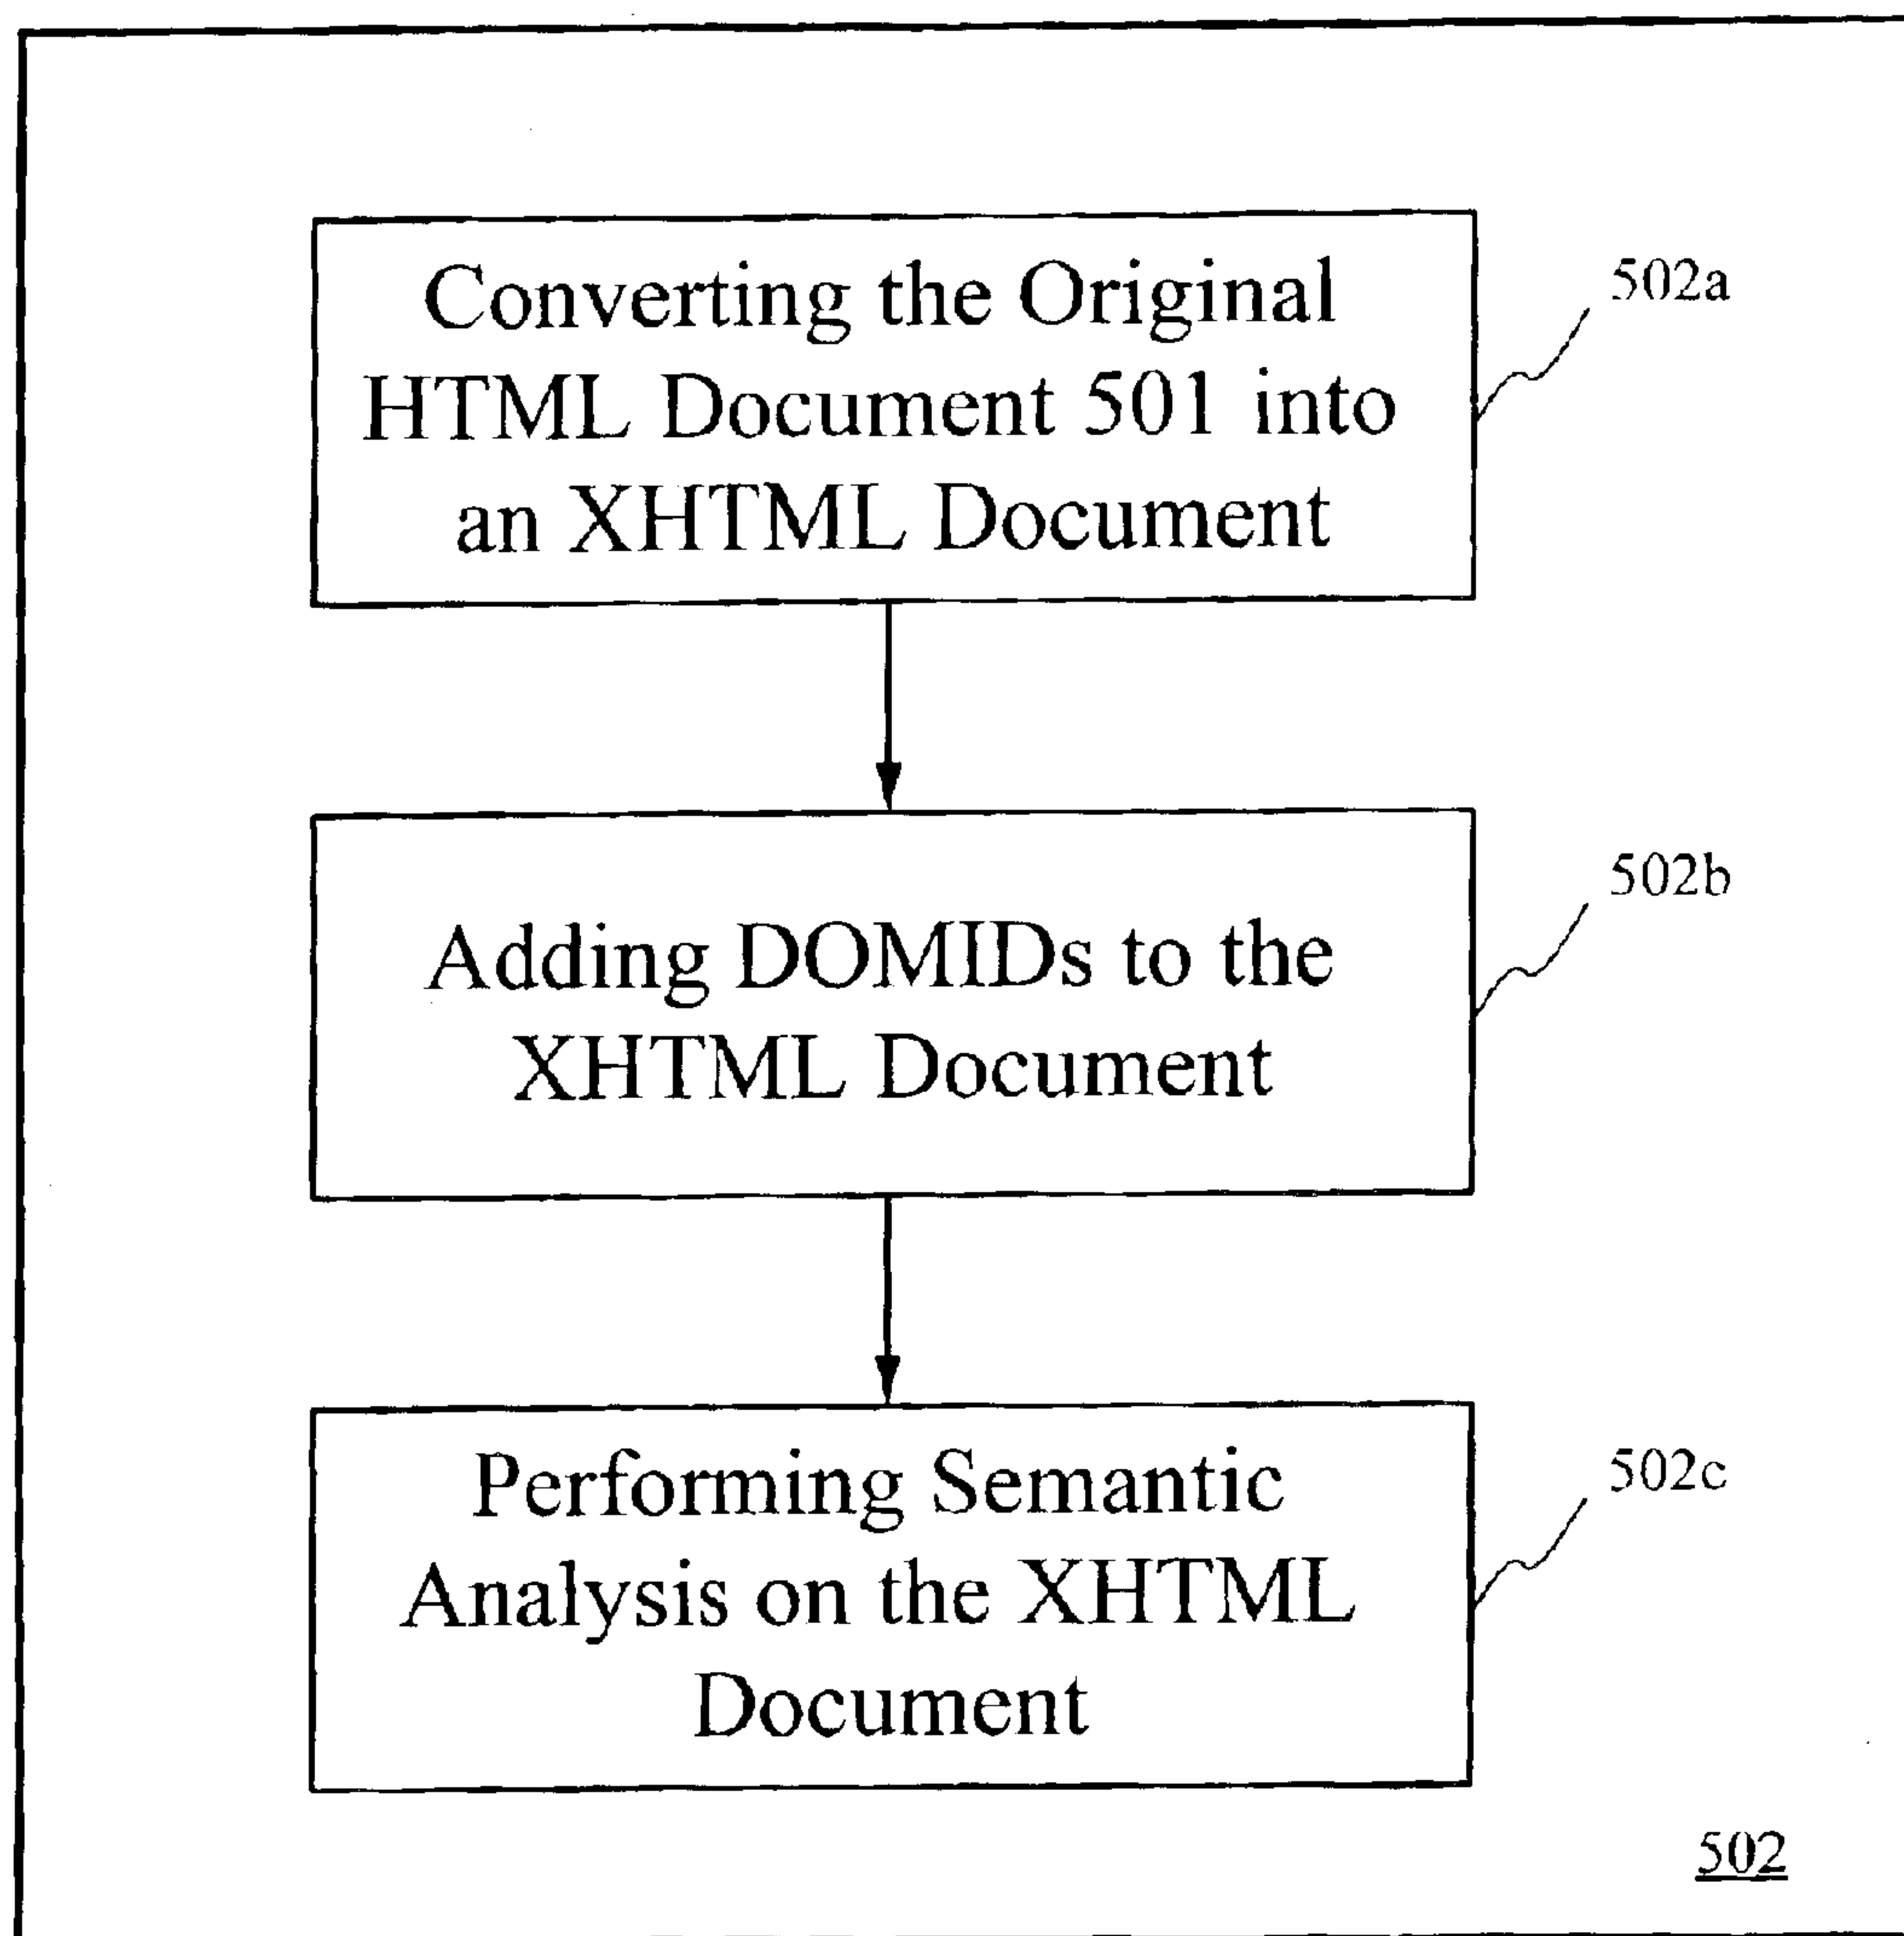 Converting the Original
HTML Document 501 into
an XHTML Document
502a
Adding DOMIDs to the
XHTML Document
502b
Performing Semantic
Analysis on the XHTML
Document
502c
502